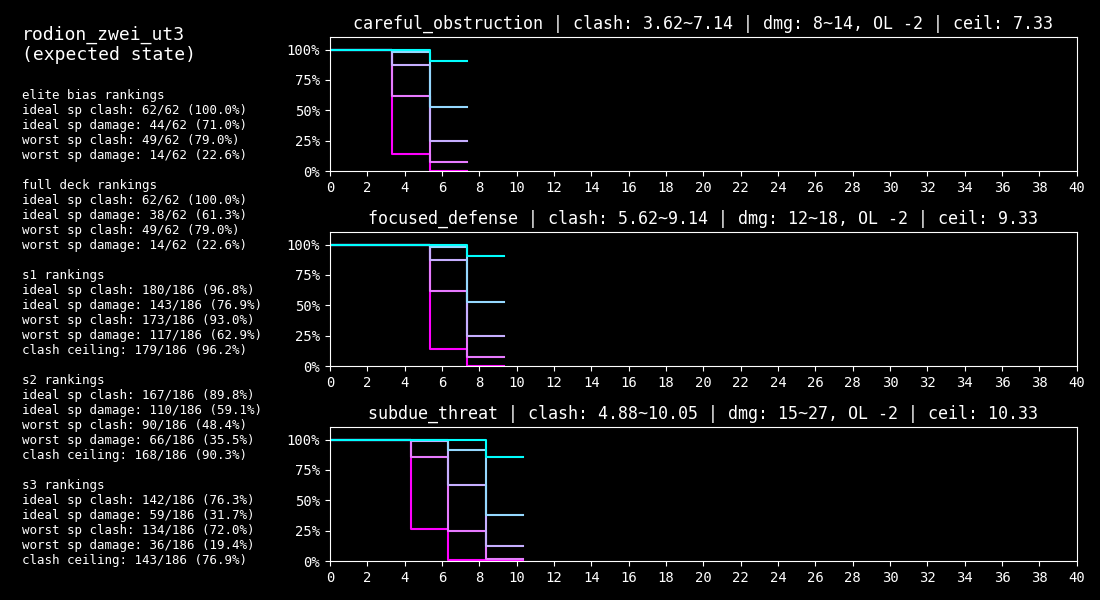 rodion_zwei_ut3
(expected state)
elite bias rankings
ideal sp clash: 62/62 (100.0%)
ideal sp damage: 44/62 (71.0%)
worst sp clash: 49/62 (79.0%)
worst sp damage: 14/62 (22.6%)
full deck rankings
ideal sp clash: 62/62 (100.0%)
ideal sp damage: 38/62 (61.3%)
worst sp clash: 49/62 (79.0%)
worst sp damage: 14/62 (22.6%)
s1 rankings
ideal sp clash: 180/186 (96.8%)
ideal sp damage: 143/186 (76.9%)
worst sp clash: 173/186 (93.0%)
worst sp damage: 117/186 (62.9%)
clash ceiling: 179/186 (96.2%)
s2 rankings
ideal sp clash: 167/186 (89.8%)
ideal sp damage: 110/186 (59.1%)
worst sp clash: 90/186 (48.4%)
worst sp damage: 66/186 (35.5%)
clash ceiling: 168/186 (90.3%)
s3 rankings
ideal sp clash: 142/186 (76.3%)
ideal sp damage: 59/186 (31.7%)
worst sp clash: 134/186 (72.0%)
worst sp damage: 36/186 (19.4%)
clash ceiling: 143/186 (76.9%)
careful_obstruction | clash: 3.62~7.14 | dmg: 8~14, OL -2 | ceil: 7.33
100%
75%
50%
25%
0%
0 2 4 6 8 10 12 14 16 18 20 22 24 26 28 30 32 34 36 38 40
focused_defense | clash: 5.62~9.14 | dmg: 12~18, OL -2 | ceil: 9.33
100%
75%
50%
25%
0%
0 2 4 6 8 10 12 14 16 18 20 22 24 26 28 30 32 34 36 38 40
subdue_threat | clash: 4.88~10.05 | dmg: 15~27, OL -2 | ceil: 10.33
100%
75%
50%
25%
0%
0 2 4 6 8 10 12 14 16 18 20 22 24 26 28 30 32 34 36 38 40